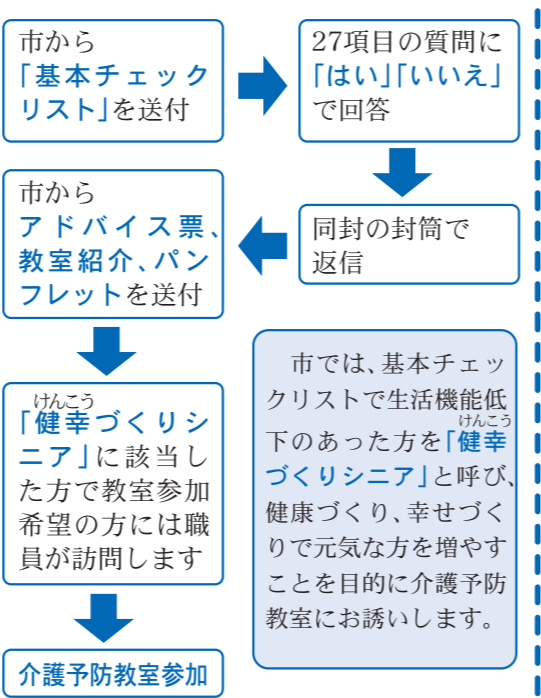 市から
「基本チェック
リスト」を送付
27項目の質問に
「はい」「いいえ」
で回答
同封の封筒で
返信
市から
アドバイス票、
教室紹介、パン
フレットを送付
けんこう
「健幸づくりシ
ニア」に該当し
た方で教室参加
希望の方には職
員が訪問します
介護予防教室参加
市では、基本チェッ
クリストで生活機能低
けんこう
下のあった方を「健幸
づくりシニア」と呼び、
健康づくり、幸せづく
りで元気な方を増やす
ことを目的に介護予防
教室にお誘いします。